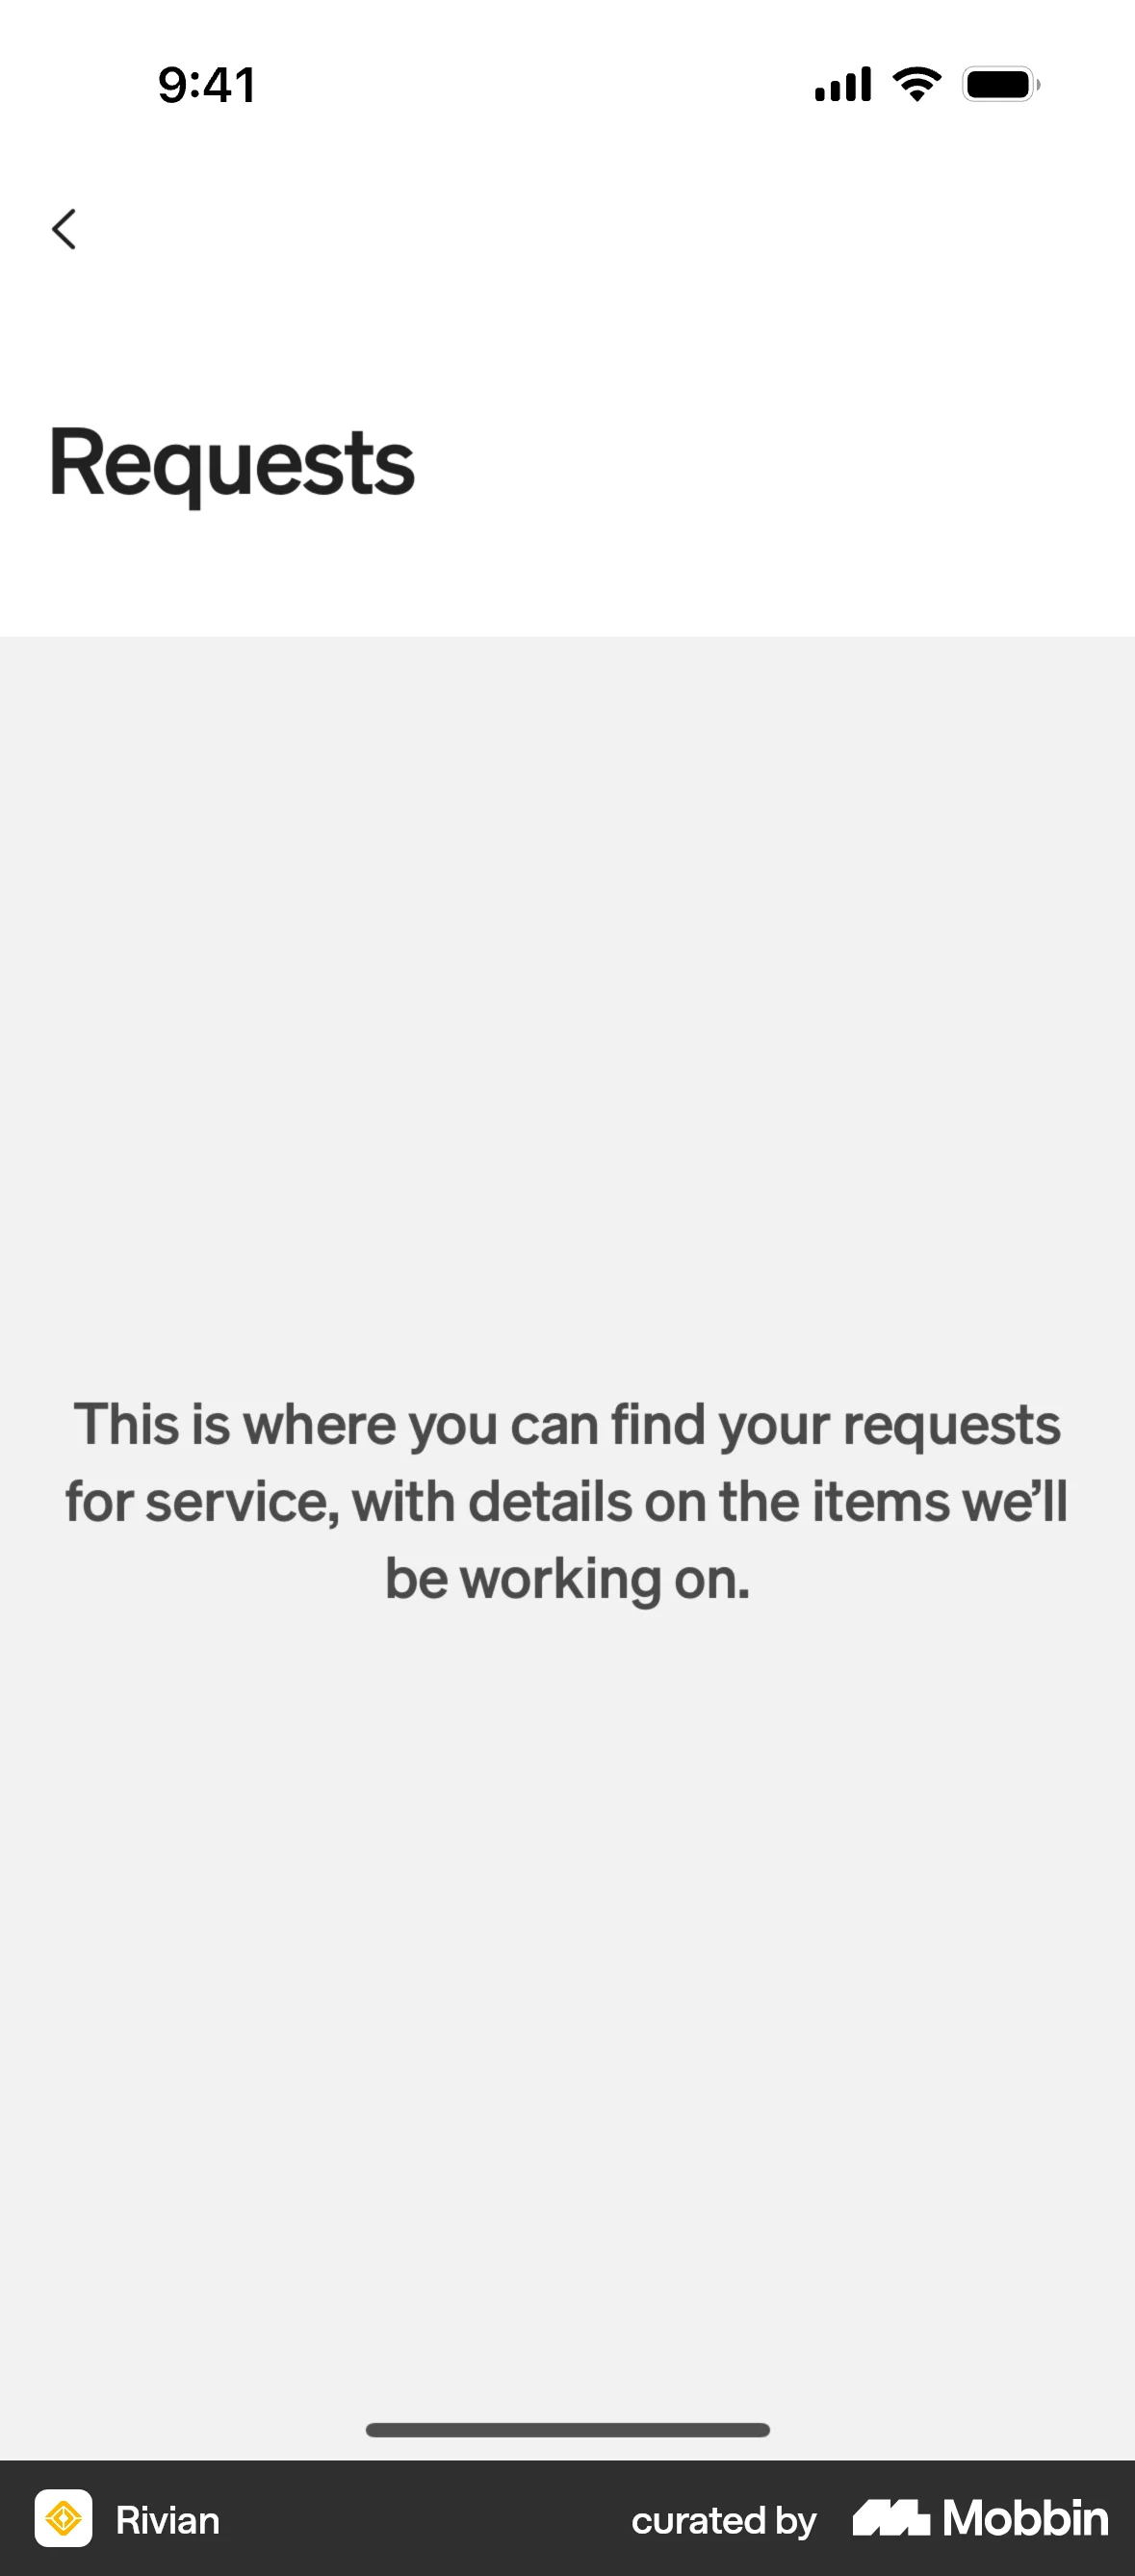 9:41
Requests
This is where you can find your requests
for service, with details on the items we’ll
be working on.
Rivian
curated by Mobbin